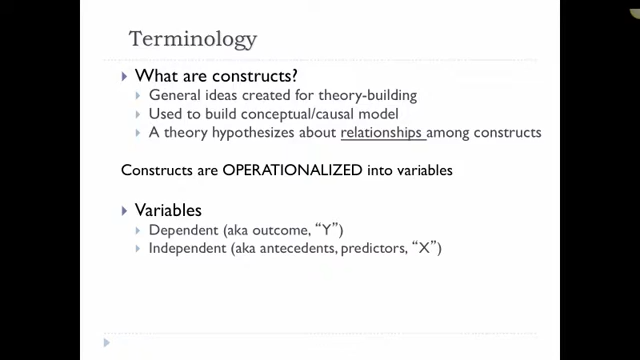 Terminology
What are constructs?
General ideas created for theory-building
Used to build conceptual/causal model
A theory hypothesizes about relationships among constructs
Constructs are OPERATIONALIZED into variables
Variables
Dependent (aka outcome, “Y”)
Independent (aka antecedents, predictors, “X”)